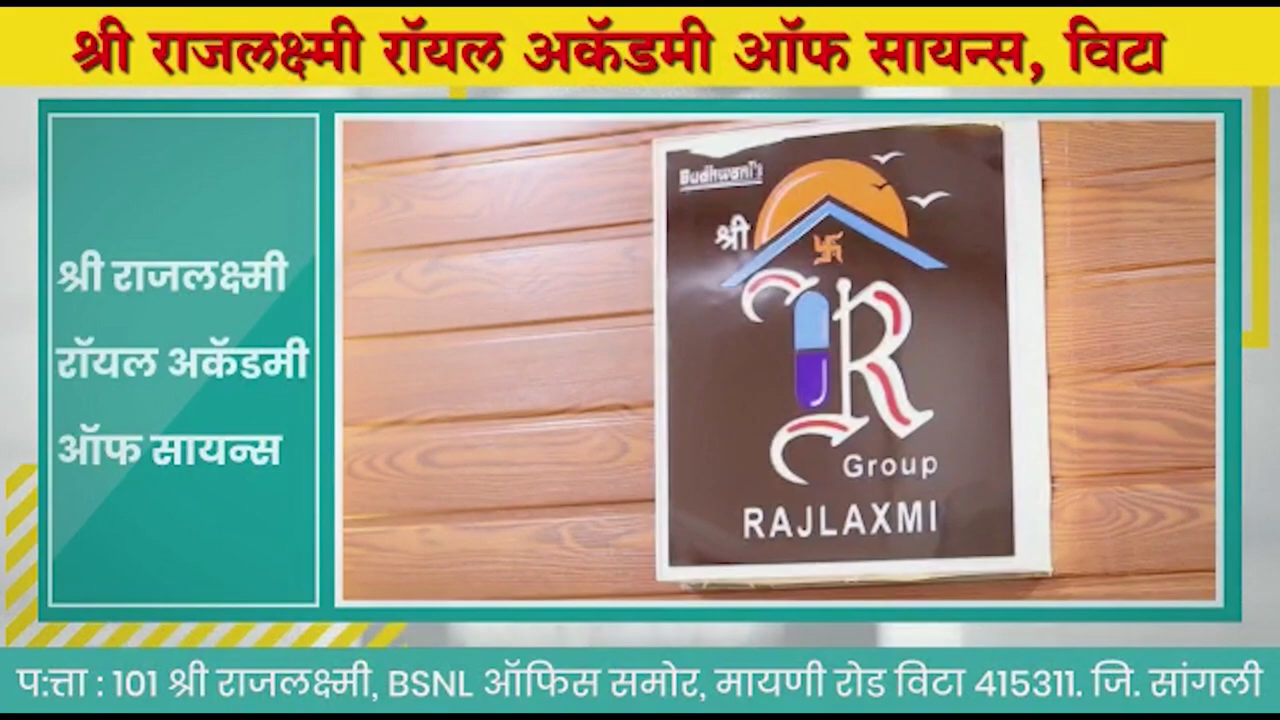 श्री राजलक्ष्मी रॉयल अकॅडमी ऑफ सायन्स, विटा
श्री राजलक्ष्मी
रॉयल अकॅडमी
ऑफ सायन्स
Budhwani's
श्री
R
Group
RAJLAXMI
प:त्ता : 101 श्री राजलक्ष्मी, BSNL ऑफिस समोर, मायणी रोड विटा 415311. जि. सांगली